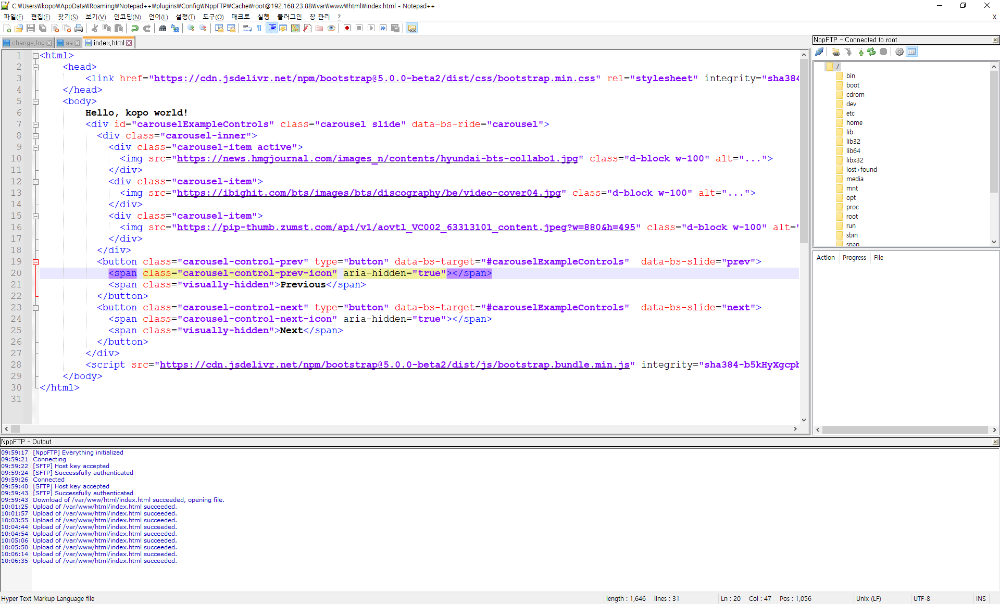 C:￦Users￦kopo￦AppData￦Roaming￦Notepad++￦plugins￦Config￦NppFTP￦Cache￦root@192.168.23.88￦var￦www￦html￦index.html - Notepad++
파일(F) 편집(E) 찾기(S) 보기(V) 인코딩(N) 언어(L) 설정(T) 도구(O) 매크로 실행 플러그인 창 관리 ? X
change.log aa index.html
1 <html>
2 <head>
3 <link href="https://cdn.jsdelivr.net/npm/bootstrap@5.0.0-beta2/dist/css/bootstrap.min.css" rel="stylesheet" integrity="sha384
4 </head>
5 <body>
6 Hello, kopo world!
7 <div id="carouselExampleControls" class="carousel slide" data-bs-ride="carousel">
8 <div class="carousel-inner">
9 <div class="carousel-item active">
10 <img src="https://news.hmgjournal.com/images_n/contents/hyundai-bts-collabo1.jpg" class="d-block w-100" alt="...">
11 </div>
12 <div class="carousel-item">
13 <img src="https://ibighit.com/bts/images/bts/discography/be/video-cover04.jpg" class="d-block w-100" alt="...">
14 </div>
15 <div class="carousel-item">
16 <img src="https://pip-thumb.zumst.com/api/v1/aovtl_VC002_63313101_content.jpeg?w=880&h=495" class="d-block w-100" alt="
17 </div>
18 </div>
19 <button class="carousel-control-prev" type="button" data-bs-target="#carouselExampleControls"  data-bs-slide="prev">
20 <span class="carousel-control-prev-icon" aria-hidden="true"></span>
21 <span class="visually-hidden">Previous</span>
22 </button>
23 <button class="carousel-control-next" type="button" data-bs-target="#carouselExampleControls"  data-bs-slide="next">
24 <span class="carousel-control-next-icon" aria-hidden="true"></span>
25 <span class="visually-hidden">Next</span>
26 </button>
27 </div>
28 <script src="https://cdn.jsdelivr.net/npm/bootstrap@5.0.0-beta2/dist/js/bootstrap.bundle.min.js" integrity="sha384-b5kHyXgcpb
29 </body>
30 </html>
31
NppFTP - Connected to root
/
bin
boot
cdrom
dev
etc
home
lib
lib32
lib64
libx32
lost+found
media
mnt
opt
proc
root
run
sbin
snap
Action Progress File
NppFTP - Output
09:59:17 [NppFTP] Everything initialized
09:59:21 Connecting
09:59:22 [SFTP] Host key accepted
09:59:24 [SFTP] Successfully authenticated
09:59:26 Connected
09:59:40 [SFTP] Host key accepted
09:59:43 [SFTP] Successfully authenticated
09:59:43 Download of /var/www/html/index.html succeeded, opening file.
10:01:25 Upload of /var/www/html/index.html succeeded.
10:01:57 Upload of /var/www/html/index.html succeeded.
10:03:55 Upload of /var/www/html/index.html succeeded.
10:04:44 Upload of /var/www/html/index.html succeeded.
10:04:54 Upload of /var/www/html/index.html succeeded.
10:05:06 Upload of /var/www/html/index.html succeeded.
10:05:50 Upload of /var/www/html/index.html succeeded.
10:06:14 Upload of /var/www/html/index.html succeeded.
10:06:35 Upload of /var/www/html/index.html succeeded.
Hyper Text Markup Language file length : 1,646 lines : 31 Ln : 20 Col : 47 Pos : 1,056 Unix (LF) UTF-8 INS